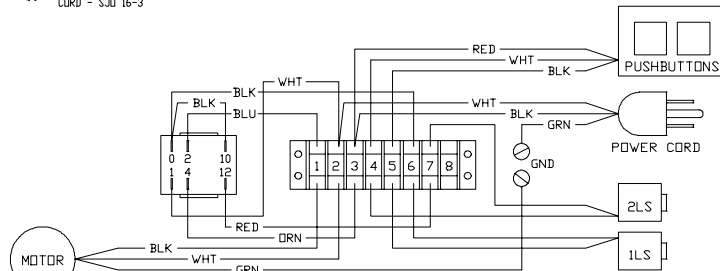 CORD - SJO 16-3
RED
WHT
BLK
PUSHBUTTONS
WHT
BLK
BLK
BLU
WHT
BLK
GRN
POWER CORD
GND
0 2 10
1 4 12
1 2 3 4 5 6 7 8
2LS
RED
ORN
BLK
WHT
GRN
MOTOR
1LS